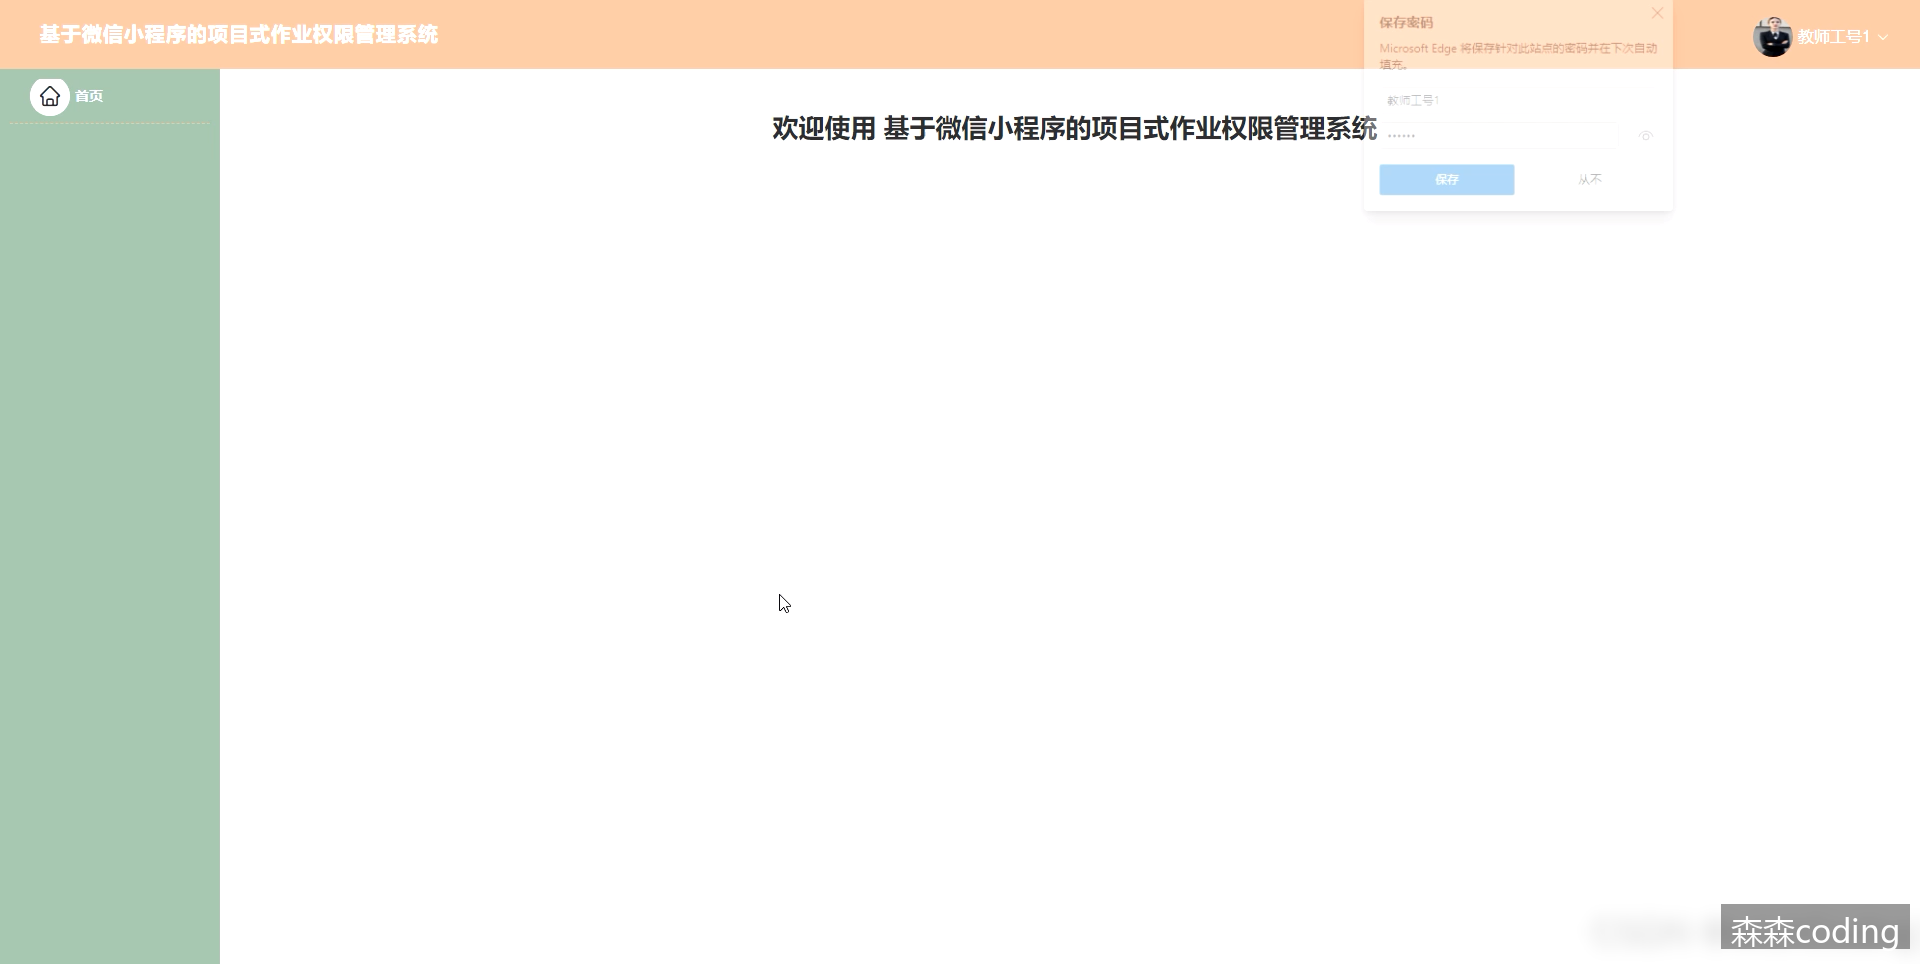 基于微信小程序的项目式作业权限管理系统
教师工号1
首页
欢迎使用 基于微信小程序的项目式作业权限管理系统
保存密码
Microsoft Edge 将保存针对此站点的密码并在下次自动
填充。
教师工号1
••••••
保存
从不
森森coding